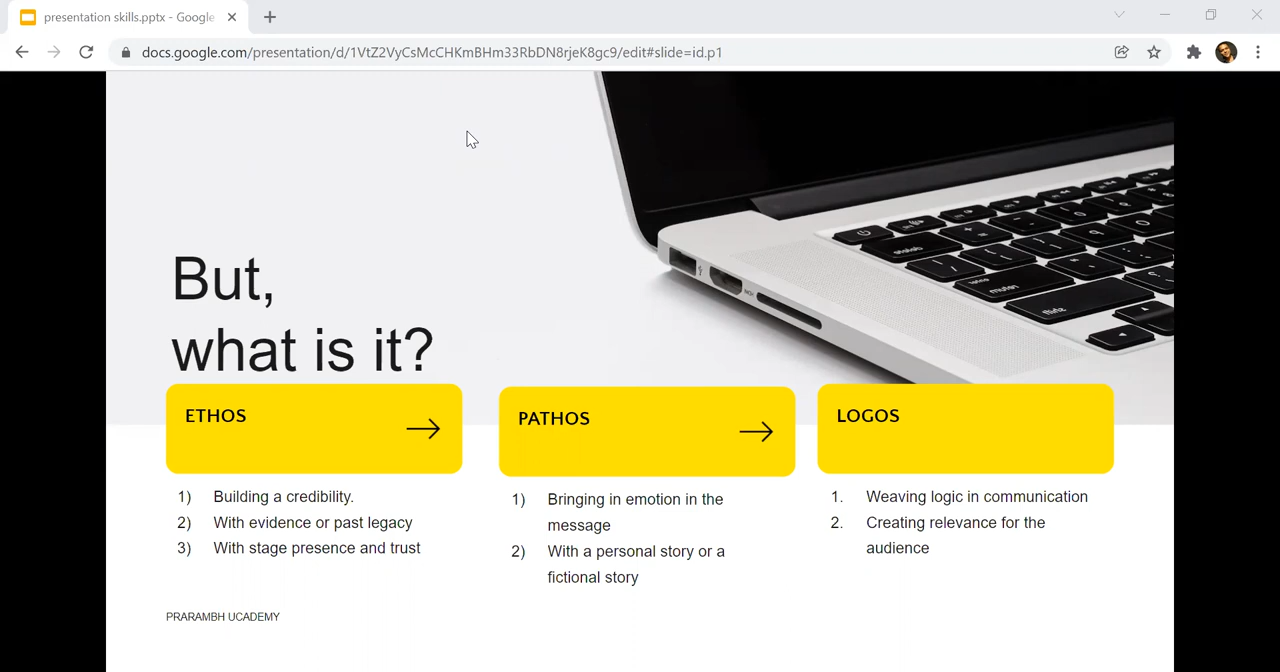 presentation skills.pptx - Google
docs.google.com/presentation/d/1VtZ2VyCsMcCHKmBHm33RbDN8rjeK8gc9/edit#slide=id.p1
But,
what is it?
ETHOS
1) Building a credibility.
2) With evidence or past legacy
3) With stage presence and trust
PATHOS
1) Bringing in emotion in the
message
2) With a personal story or a
fictional story
LOGOS
1. Weaving logic in communication
2. Creating relevance for the
audience
PRARAMBH UCADEMY